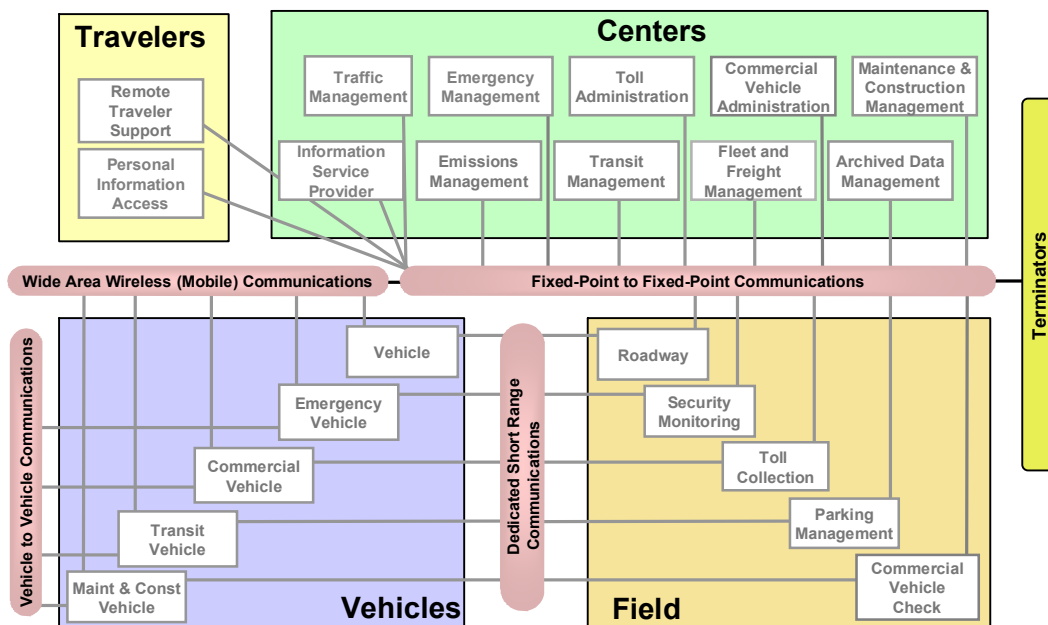 Travelers
Remote
Traveler
Support
Personal
Information
Access
Centers
Traffic
Management
Emergency
Management
Toll
Administration
Commercial
Vehicle
Administration
Maintenance &
Construction
Management
Information
Service
Provider
Emissions
Management
Transit
Management
Fleet and
Freight
Management
Archived Data
Management
Terminators
Wide Area Wireless (Mobile) Communications
Fixed-Point to Fixed-Point Communications
Vehicle to Vehicle Communications
Vehicle
Emergency
Vehicle
Commercial
Vehicle
Transit
Vehicle
Maint & Const
Vehicle
Vehicles
Dedicated Short Range
Communications
Roadway
Security
Monitoring
Toll
Collection
Parking
Management
Commercial
Vehicle
Check
Field